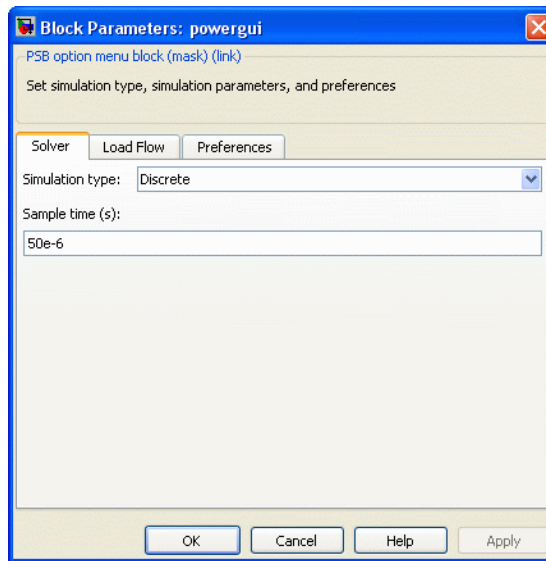 Block Parameters: powergui
PSB option menu block (mask) (link)
Set simulation type, simulation parameters, and preferences
Solver Load Flow Preferences
Simulation type: Discrete
Sample time (s):
50e-6
OK Cancel Help Apply